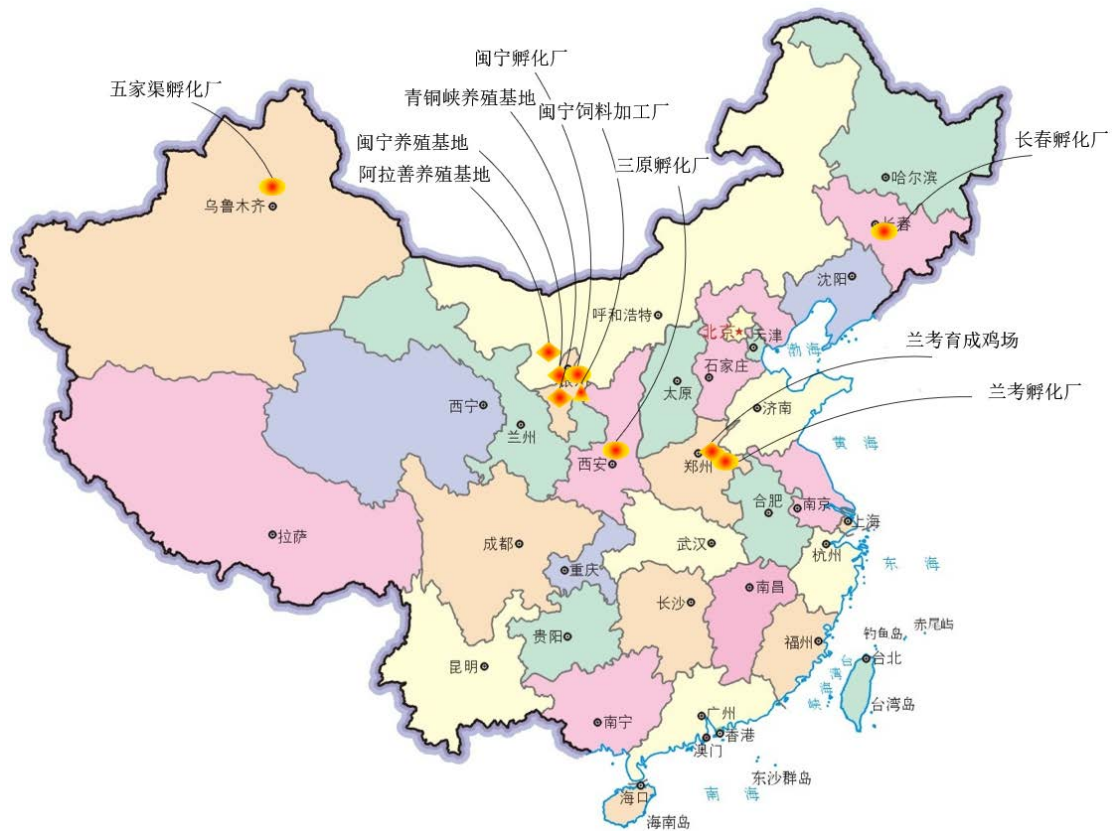 闽宁孵化厂
五家渠孵化厂
青铜峡养殖基地
闽宁饲料加工厂
闽宁养殖基地
三原孵化厂
长春孵化厂
阿拉善养殖基地
哈尔滨
乌鲁木齐
长春
沈阳
呼和浩特
北京
天津
兰考育成鸡场
渤海
石家庄
太原
兰考孵化厂
西宁
济南
兰州
黄海
西安
郑州
合肥
南京
上海
拉萨
成都
武汉
杭州
重庆
东海
南昌
长沙
赤尾屿
钓鱼岛
贵阳
福州
台北
昆明
台湾海峡
台湾岛
广州
南宁
香港
澳门
东沙群岛
南海
海口
海南岛